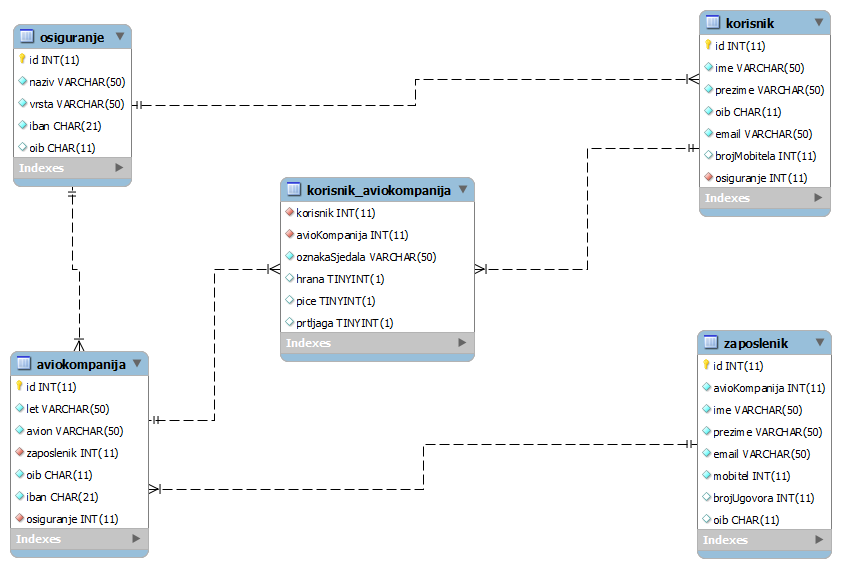 osiguranje
id INT(11)
naziv VARCHAR(50)
vrsta VARCHAR(50)
iban CHAR(21)
oib CHAR(11)
Indexes
korisnik
id INT(11)
ime VARCHAR(50)
prezime VARCHAR(50)
oib CHAR(11)
email VARCHAR(50)
brojMobitela INT(11)
osiguranje INT(11)
Indexes
korisnik_aviokompanija
korisnik INT(11)
avioKompanija INT(11)
oznakaSjedala VARCHAR(50)
hrana TINYINT(1)
pice TINYINT(1)
prtljaga TINYINT(1)
Indexes
aviokompanija
id INT(11)
let VARCHAR(50)
avion VARCHAR(50)
zaposlenik INT(11)
oib CHAR(11)
iban CHAR(21)
osiguranje INT(11)
Indexes
zaposlenik
id INT(11)
avioKompanija INT(11)
ime VARCHAR(50)
prezime VARCHAR(50)
email VARCHAR(50)
mobitel INT(11)
brojUgovora INT(11)
oib CHAR(11)
Indexes